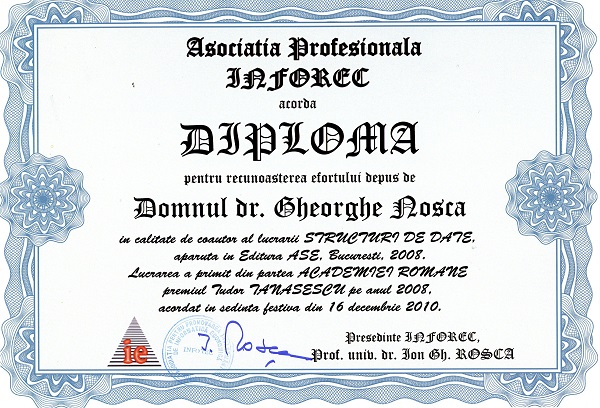 Asociatia Profesionala
INFOREC
acorda
DIPLOMA
pentru recunoasterea efortului depus de
Domnul dr. Gheorghe Nosca
in calitate de coautor al lucrarii STRUCTURI DE DATE,
aparuta in Editura ASE, Bucuresti, 2008.
Lucrarea a primit din partea ACADEMIEI ROMANE
premiul Tudor TANASESCU pe anul 2008,
acordat in sedinta festiva din 16 decembrie 2010.
Presedinte INFOREC,
Prof. univ. dr. Ion Gh. ROSCA
ie
I. Rosca